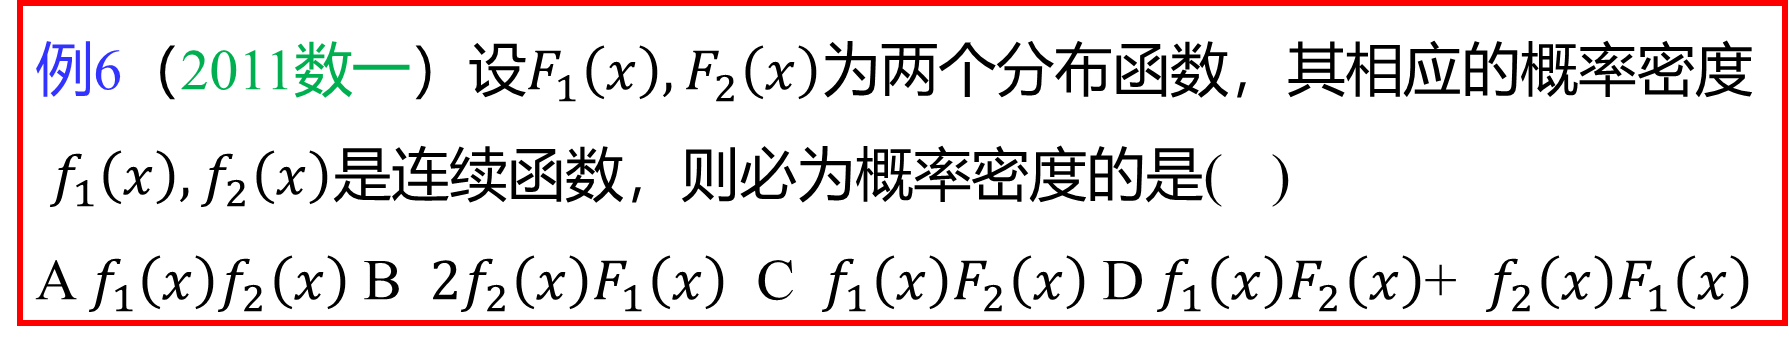 例6（2011数一）设F₁(x), F₂(x)为两个分布函数，其相应的概率密度
f₁(x), f₂(x)是连续函数，则必为概率密度的是(　)
A f₁(x)f₂(x) B 2f₂(x)F₁(x) C f₁(x)F₂(x) D f₁(x)F₂(x)+ f₂(x)F₁(x)